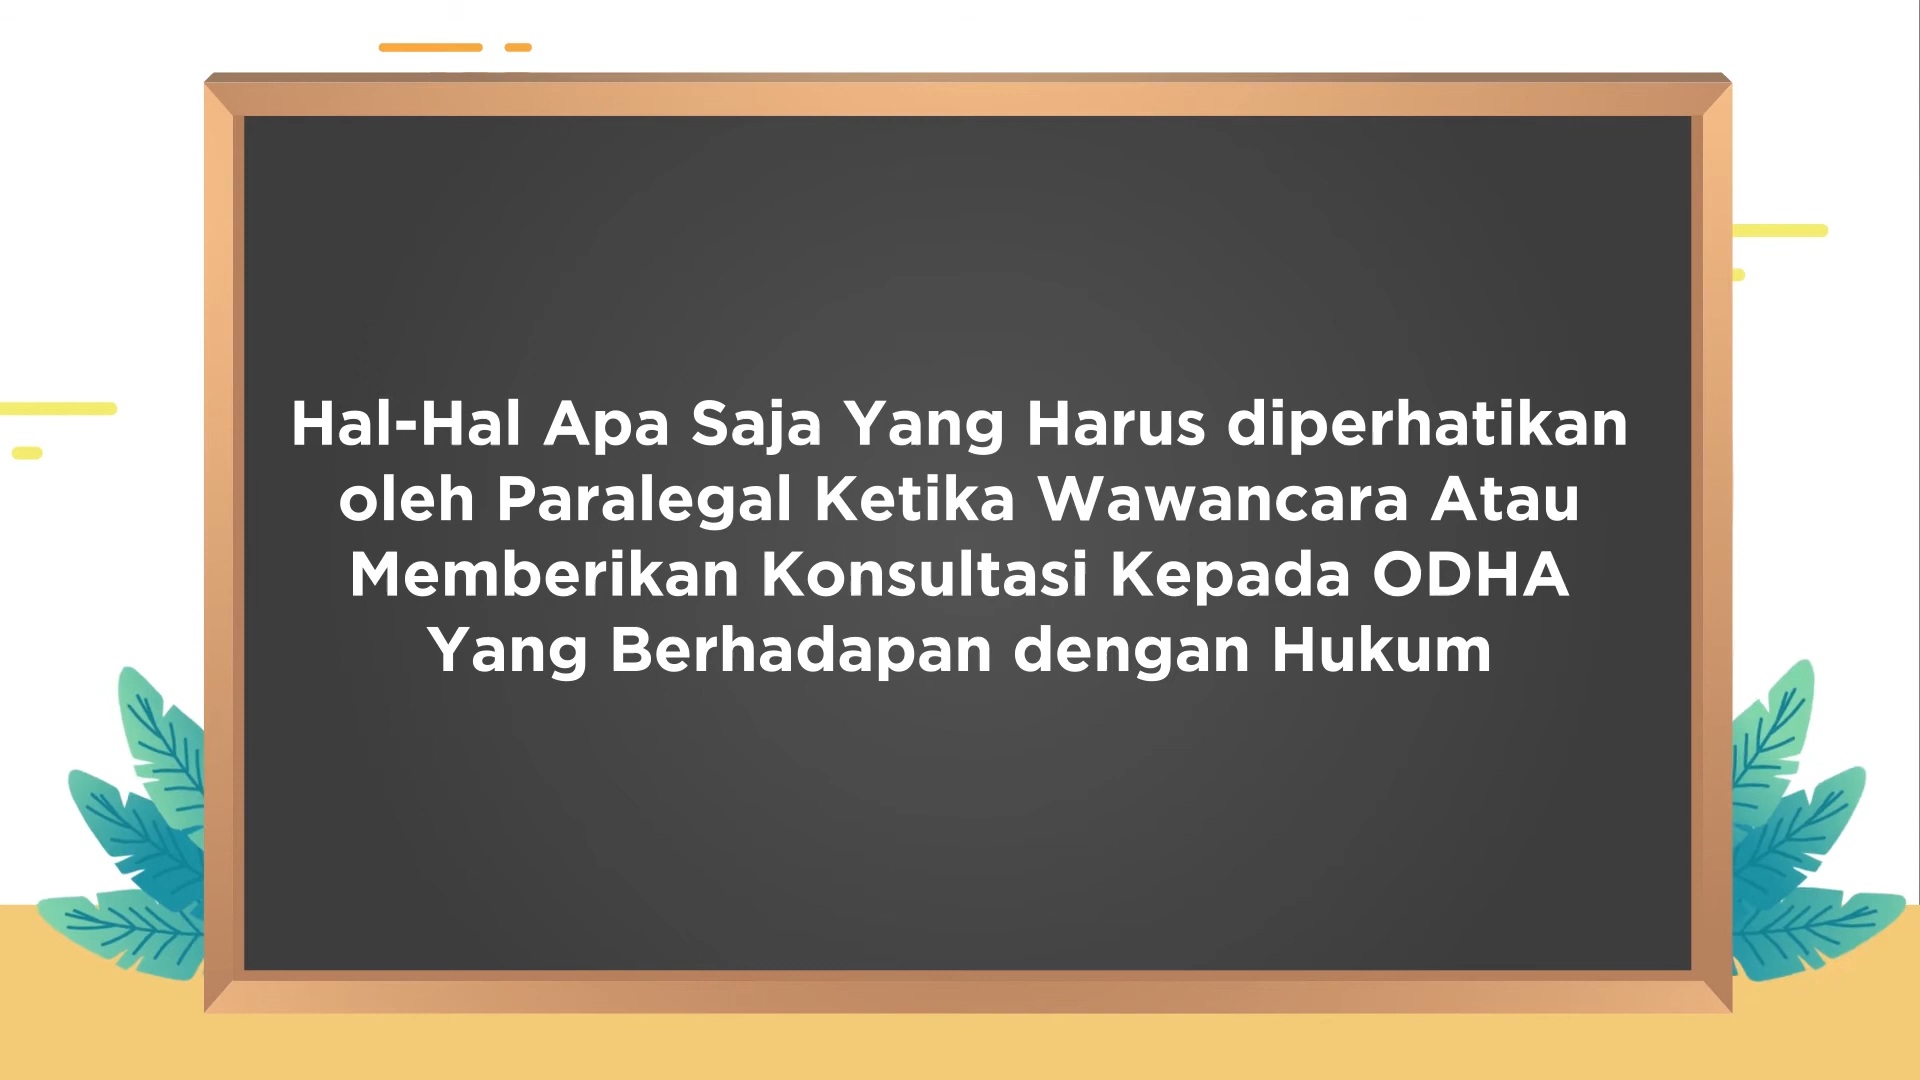 Hal-Hal Apa Saja Yang Harus diperhatikan
oleh Paralegal Ketika Wawancara Atau
Memberikan Konsultasi Kepada ODHA
Yang Berhadapan dengan Hukum